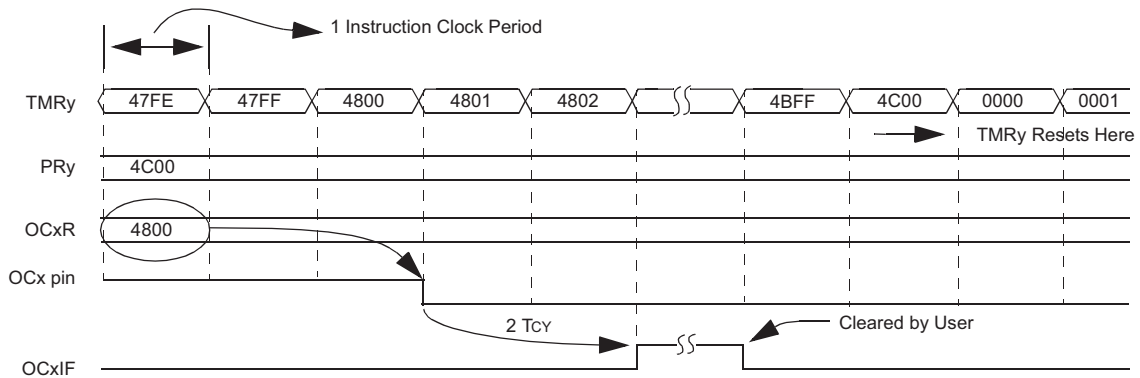 1 Instruction Clock Period
TMRy 47FE 47FF 4800 4801 4802 4BFF 4C00 0000 0001
TMRy Resets Here
PRy 4C00
OCxR 4800
OCx pin
2 TCY
Cleared by User
OCxIF